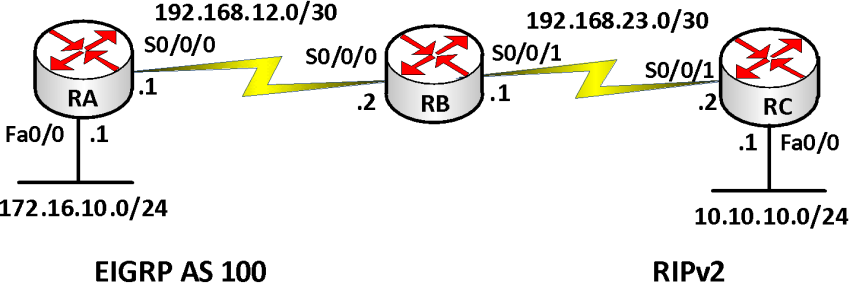 192.168.12.0/30
192.168.23.0/30
S0/0/0
S0/0/0
S0/0/1
S0/0/1
RA
.1
.2
RB
.1
.2
RC
Fa0/0
.1
.1
Fa0/0
172.16.10.0/24
10.10.10.0/24
EIGRP AS 100
RIPv2